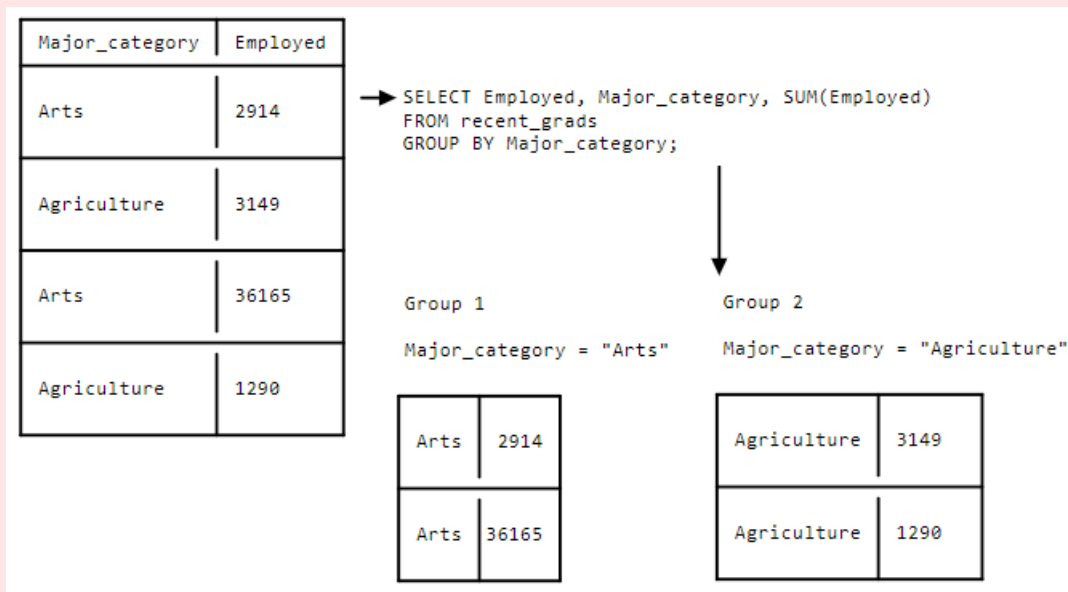 Major_category Employed
Arts 2914
Agriculture 3149
Arts 36165
Agriculture 1290
SELECT Employed, Major_category, SUM(Employed)
FROM recent_grads
GROUP BY Major_category;
Group 1
Major_category = "Arts"
Arts 2914
Arts 36165
Group 2
Major_category = "Agriculture"
Agriculture 3149
Agriculture 1290